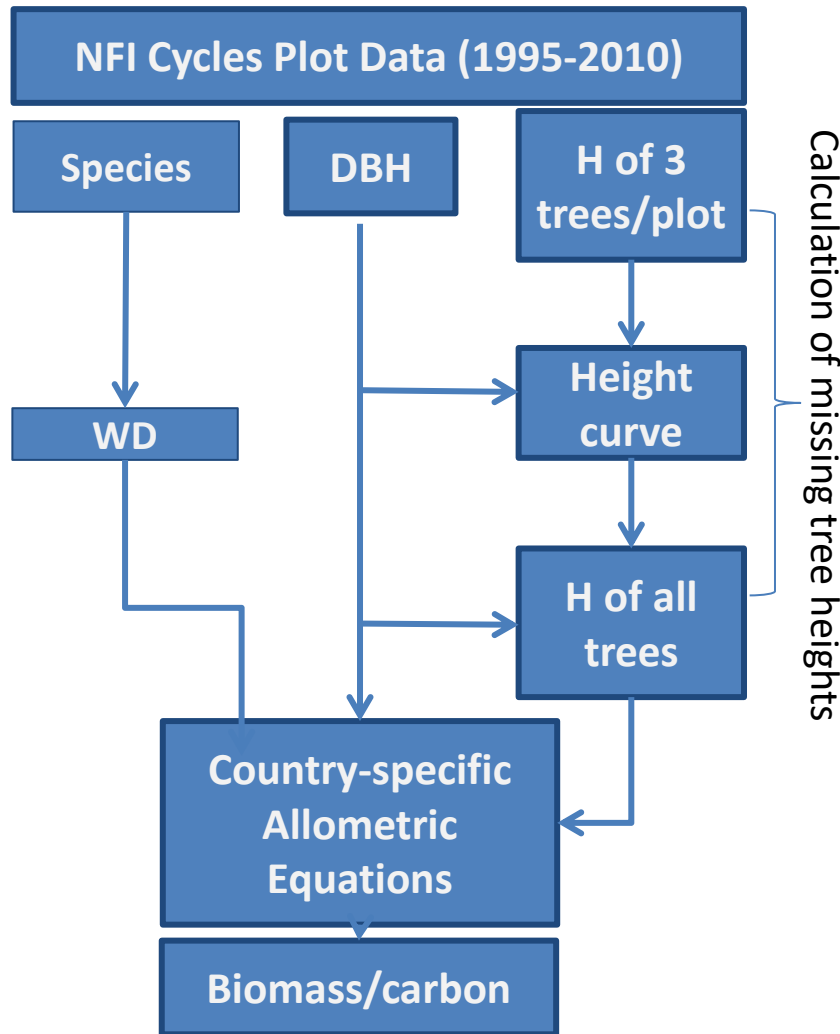 NFI Cycles Plot Data (1995-2010)
Species
DBH
H of 3
trees/plot
Height
curve
WD
H of all
trees
Calculation of missing tree heights
Country-specific
Allometric
Equations
Biomass/carbon